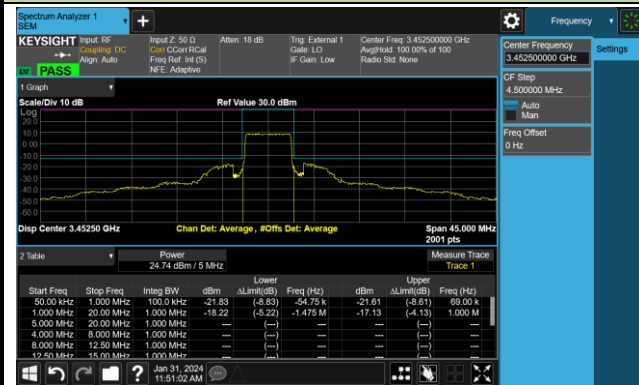 Spectrum Analyzer 1
SEM
Frequency
KEYSIGHT
Input: RF
Coupling: DC
Align: Auto
Input Z: 50 Ω
Corr CCorr RCal
Freq Ref: Int (S)
NFE: Adaptive
Atten: 18 dB
Trig: External 1
Gate: LO
IF Gain: Low
Center Freq: 3.452500000 GHz
Avg|Hold: 100.00% of 100
Radio Std: None
PASS
Center Frequency
3.452500000 GHz
Settings
CF Step
4.500000 MHz
Auto
Man
Freq Offset
0 Hz
1 Graph
Scale/Div 10 dB
Ref Value 30.0 dBm
Log
20.0
10.0
0.00
-10.0
-20.0
-30.0
-40.0
-50.0
-60.0
Disp Center 3.45250 GHz
Chan Det: Average, #Offs Det: Average
Span 45.000 MHz
2001 pts
2 Table
Power
24.74 dBm / 5 MHz
Measure Trace
Trace 1
Lower Upper
Start Freq Stop Freq Integ BW dBm ΔLimit(dB) Freq (Hz) dBm ΔLimit(dB) Freq (Hz)
50.00 kHz 1.000 MHz 100.0 kHz -21.83 (-8.83) -54.75 k -21.61 (-8.61) 69.00 k
1.000 MHz 20.00 MHz 1.000 MHz -18.22 (-5.22) -1.475 M -17.13 (-4.13) 1.000 M
5.000 MHz 20.00 MHz 1.000 MHz --- (---) --- --- (---) ---
4.000 MHz 8.000 MHz 1.000 MHz --- (---) --- --- (---) ---
8.000 MHz 12.50 MHz 1.000 MHz --- (---) --- --- (---) ---
12.50 MHz 15.00 MHz 1.000 MHz --- (---) --- --- (---) ---
Jan 31, 2024
11:51:02 AM